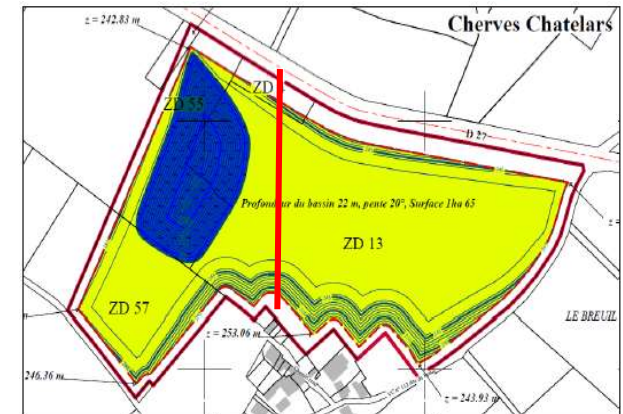 z = 242.83 m
Cherves Chatelars
ZD 55
ZD
D 27
Profondeur du bassin 22 m, pente 20°, Surface 1ha 65
ZD 13
ZD 57
LE BREUIL
z = 253.06 m
246.36 m
z = 243.93 m
z =